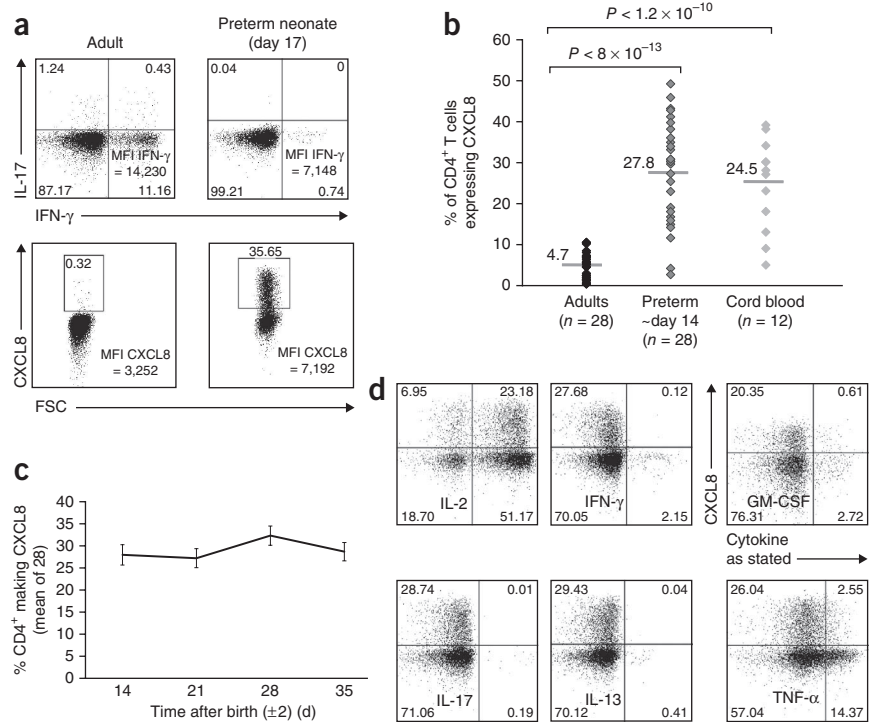 a
Adult
Preterm neonate
(day 17)
1.24
0.43
87.17
11.16
MFI IFN-γ
= 14,230
0.04
0
99.21
0.74
MFI IFN-γ
= 7,148
IL-17
IFN-γ
0.32
MFI CXCL8
= 3,252
35.65
MFI CXCL8
= 7,192
CXCL8
FSC
b
P < 1.2 × 10⁻¹⁰
P < 8 × 10⁻¹³
% of CD4⁺ T cells
expressing CXCL8
60
50
40
30
20
10
0
4.7
27.8
24.5
Adults
(n = 28)
Preterm
~day 14
(n = 28)
Cord blood
(n = 12)
c
% CD4⁺ making CXCL8
(mean of 28)
40
35
30
25
20
15
10
5
0
14
21
28
35
Time after birth (±2) (d)
d
6.95
23.18
IL-2
18.70
51.17
27.68
0.12
IFN-γ
70.05
2.15
CXCL8
20.35
0.61
GM-CSF
76.31
2.72
Cytokine
as stated
28.74
0.01
IL-17
71.06
0.19
29.43
0.04
IL-13
70.12
0.41
26.04
2.55
TNF-α
57.04
14.37